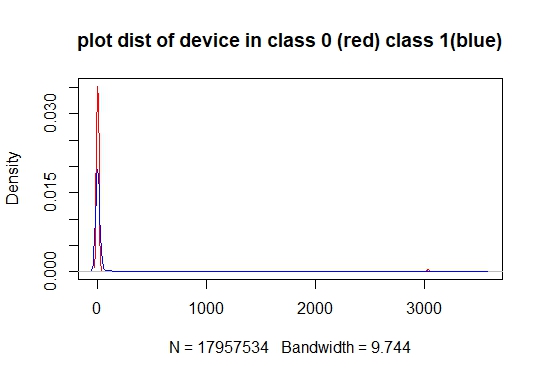 plot dist of device in class 0 (red) class 1(blue)
Density
0.030
0.015
0.000
0 1000 2000 3000
N = 17957534 Bandwidth = 9.744